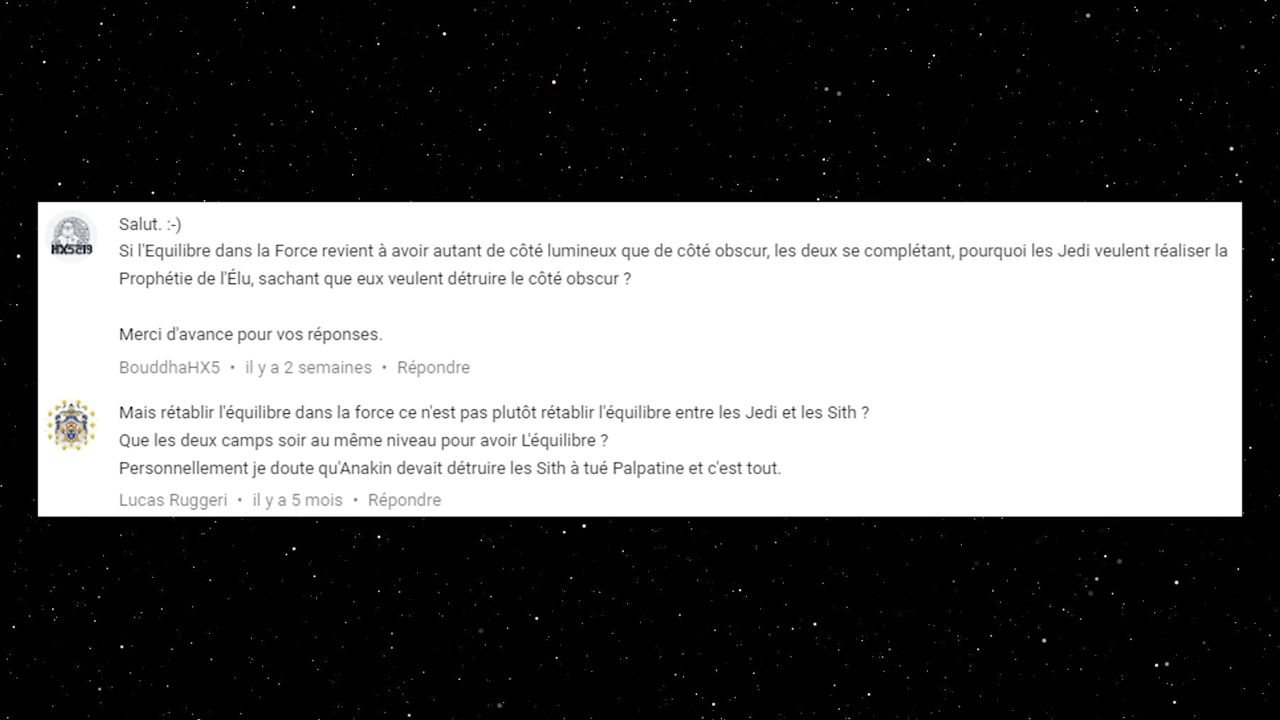 HX5219
Salut. :-)
Si l'Equilibre dans la Force revient à avoir autant de côté lumineux que de côté obscur, les deux se complétant, pourquoi les Jedi veulent réaliser la
Prophétie de l'Élu, sachant que eux veulent détruire le côté obscur ?
Merci d'avance pour vos réponses.
BouddhaHX5 • il y a 2 semaines • Répondre
Mais rétablir l'équilibre dans la force ce n'est pas plutôt rétablir l'équilibre entre les Jedi et les Sith ?
Que les deux camps soir au même niveau pour avoir L'équilibre ?
Personnellement je doute qu'Anakin devait détruire les Sith à tué Palpatine et c'est tout.
Lucas Ruggeri • il y a 5 mois • Répondre